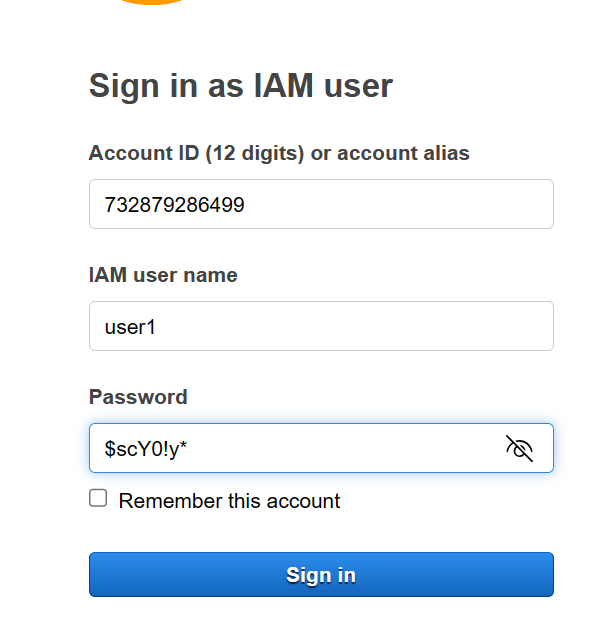 Sign in as IAM user
Account ID (12 digits) or account alias
732879286499
IAM user name
user1
Password
$scY0!y*
Remember this account
Sign in